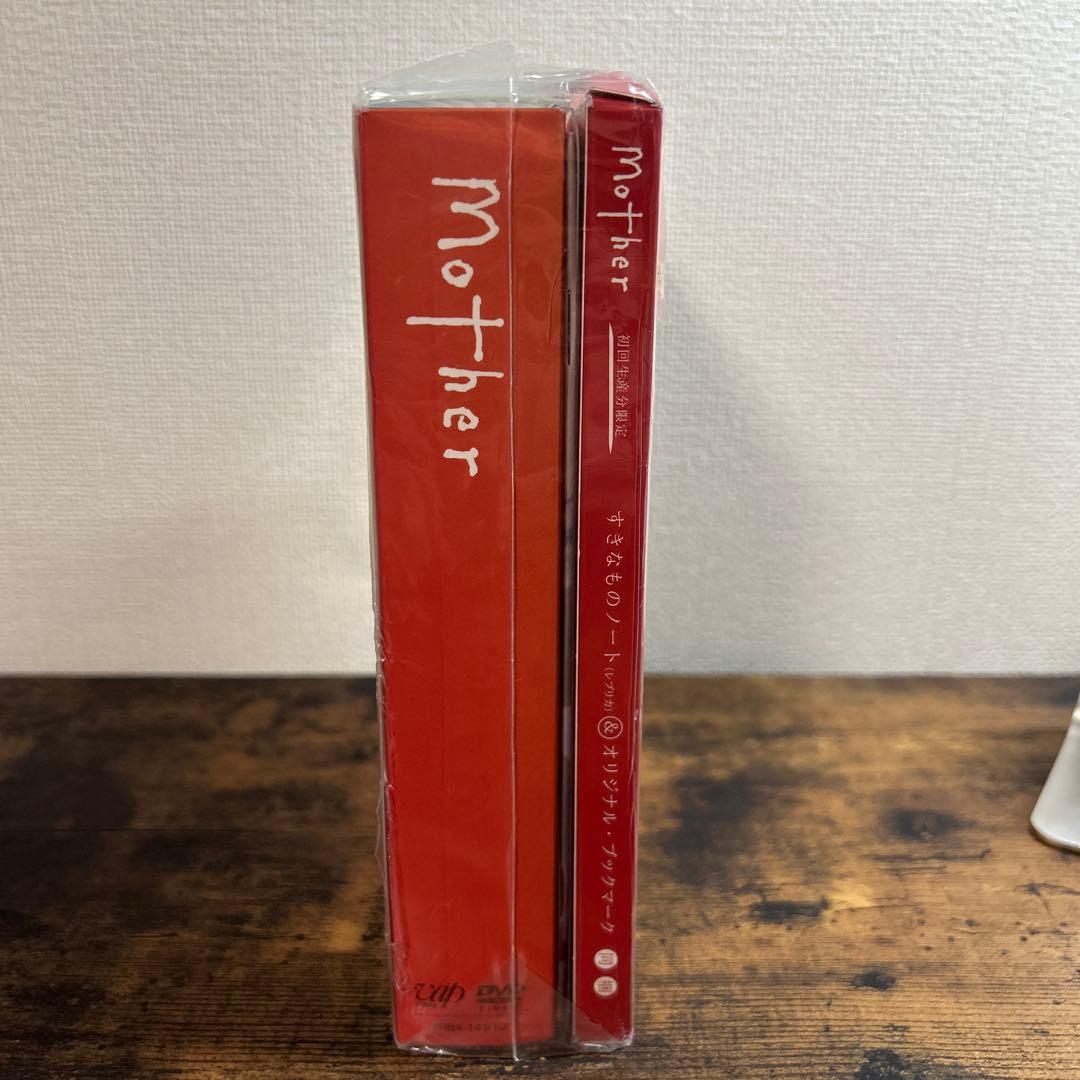 Mother
vap
DVD
VIDEO
Mother
初回生産分限定
すきなものノート(レプリカ)&オリジナル・ブックマーク 同梱